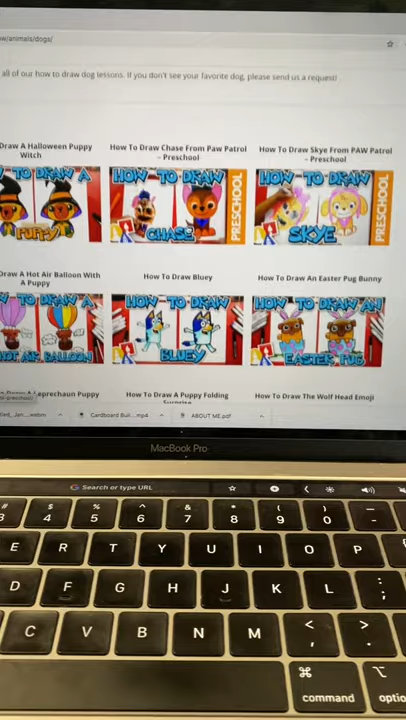 w/animals/dogs/
all of our how to draw dog lessons. If you don't see your favorite dog, please send us a request!
Draw A Halloween Puppy
Witch
How To Draw Chase From Paw Patrol
- Preschool
How To Draw Skye From PAW Patrol
- Preschool
TO DRAW A
PUPPY
HOW TO DRAW
CHASE
PRESCHOOL
HOW TO DRAW
SKYE
PRESCHOOL
Draw A Hot Air Balloon With
A Puppy
How To Draw Bluey
How To Draw An Easter Pug Bunny
TO DRAW A
HOT AIR BALLOON
HOW TO DRAW
BLUEY
HOW TO DRAW AN
EASTER PUG
Leprechaun Puppy
How To Draw A Puppy Folding
Surprise
How To Draw The Wolf Head Emoji
Cardboard Buil....mp4
ABOUT ME.pdf
MacBook Pro
G Search or type URL
# $ % ^ & * ( ) _
3 4 5 6 7 8 9 0 -
E R T Y U I O P
D F G H J K L : ;
C V B N M < , > .
⌘ ⌥
command optio